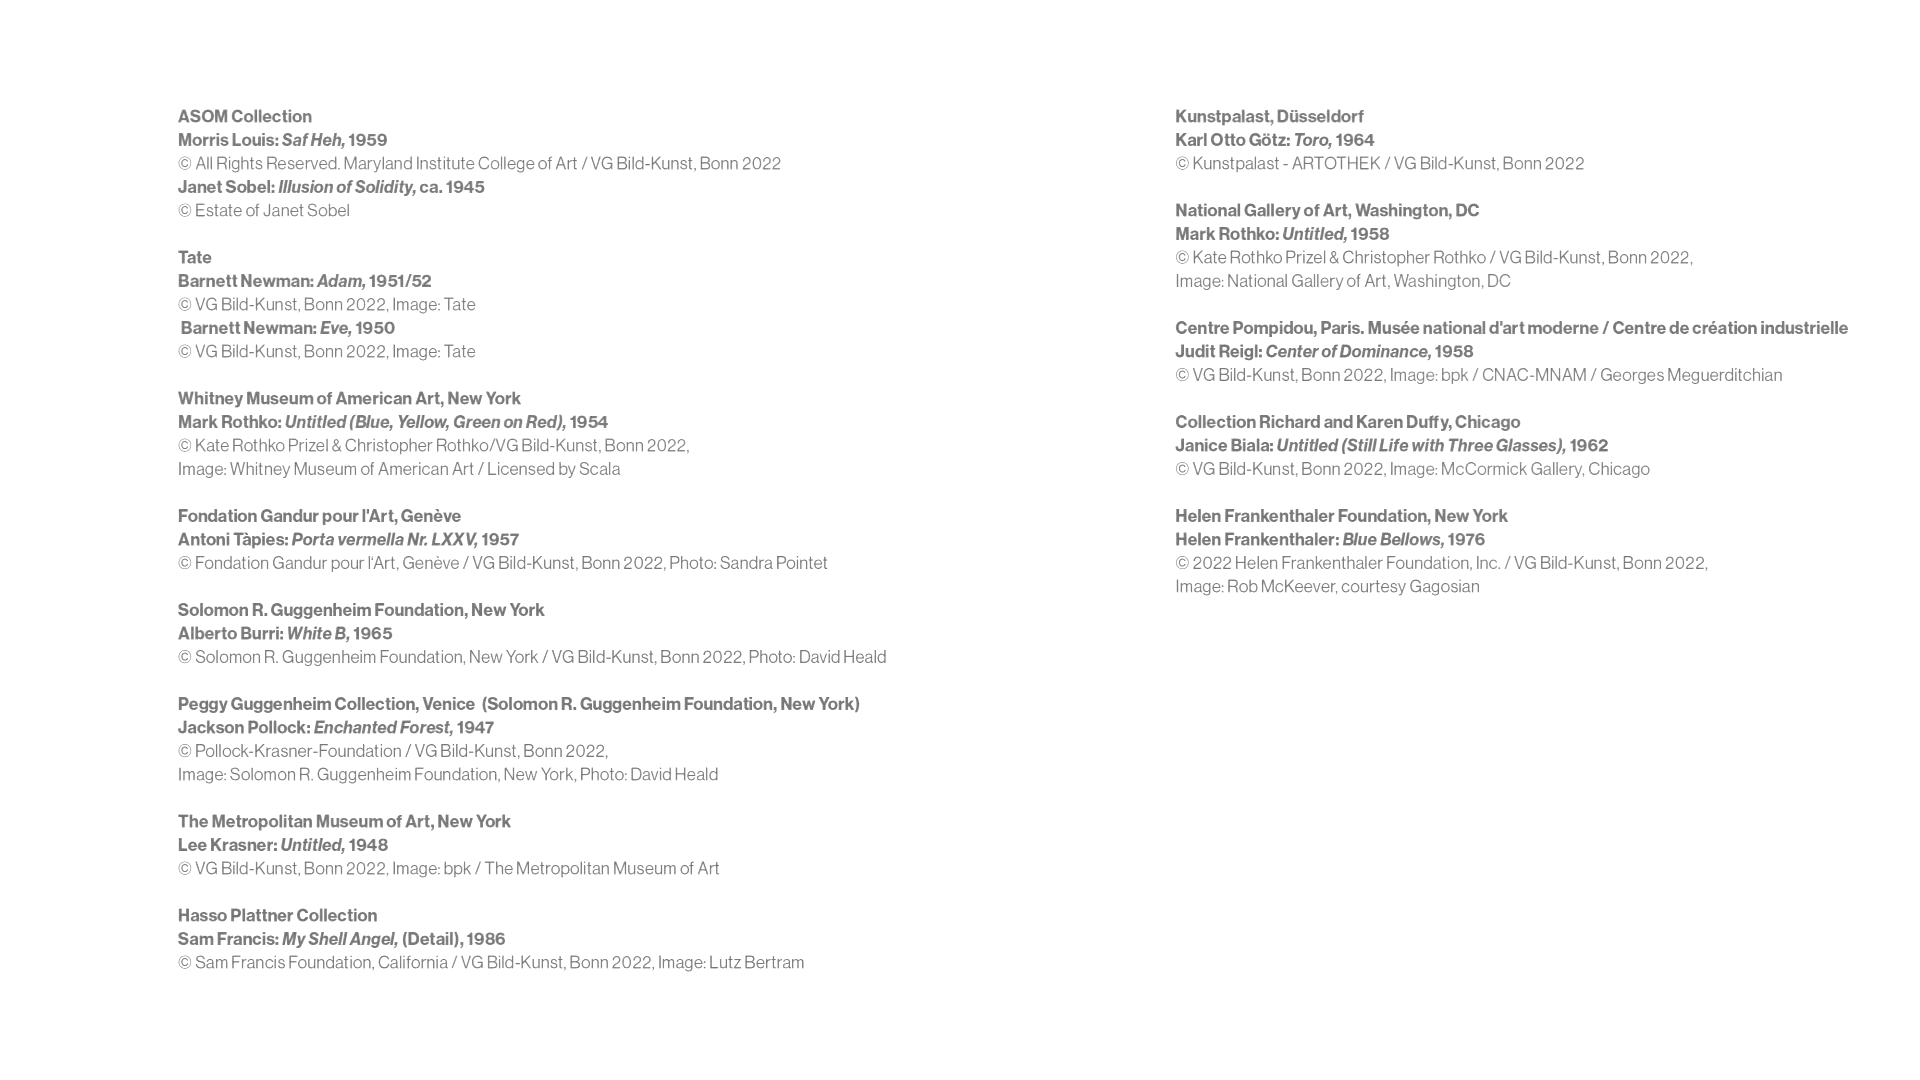 ASOM Collection
Morris Louis: Saf Heh, 1959
© All Rights Reserved. Maryland Institute College of Art / VG Bild-Kunst, Bonn 2022
Janet Sobel: Illusion of Solidity, ca. 1945
© Estate of Janet Sobel
Tate
Barnett Newman: Adam, 1951/52
© VG Bild-Kunst, Bonn 2022, Image: Tate
Barnett Newman: Eve, 1950
© VG Bild-Kunst, Bonn 2022, Image: Tate
Whitney Museum of American Art, New York
Mark Rothko: Untitled (Blue, Yellow, Green on Red), 1954
© Kate Rothko Prizel & Christopher Rothko/VG Bild-Kunst, Bonn 2022,
Image: Whitney Museum of American Art / Licensed by Scala
Fondation Gandur pour l'Art, Genève
Antoni Tàpies: Porta vermella Nr. LXXV, 1957
© Fondation Gandur pour l‘Art, Genève / VG Bild-Kunst, Bonn 2022, Photo: Sandra Pointet
Solomon R. Guggenheim Foundation, New York
Alberto Burri: White B, 1965
© Solomon R. Guggenheim Foundation, New York / VG Bild-Kunst, Bonn 2022, Photo: David Heald
Peggy Guggenheim Collection, Venice (Solomon R. Guggenheim Foundation, New York)
Jackson Pollock: Enchanted Forest, 1947
© Pollock-Krasner-Foundation / VG Bild-Kunst, Bonn 2022,
Image: Solomon R. Guggenheim Foundation, New York, Photo: David Heald
The Metropolitan Museum of Art, New York
Lee Krasner: Untitled, 1948
© VG Bild-Kunst, Bonn 2022, Image: bpk / The Metropolitan Museum of Art
Hasso Plattner Collection
Sam Francis: My Shell Angel, (Detail), 1986
© Sam Francis Foundation, California / VG Bild-Kunst, Bonn 2022, Image: Lutz Bertram
Kunstpalast, Düsseldorf
Karl Otto Götz: Toro, 1964
© Kunstpalast - ARTOTHEK / VG Bild-Kunst, Bonn 2022
National Gallery of Art, Washington, DC
Mark Rothko: Untitled, 1958
© Kate Rothko Prizel & Christopher Rothko / VG Bild-Kunst, Bonn 2022,
Image: National Gallery of Art, Washington, DC
Centre Pompidou, Paris. Musée national d'art moderne / Centre de création industrielle
Judit Reigl: Center of Dominance, 1958
© VG Bild-Kunst, Bonn 2022, Image: bpk / CNAC-MNAM / Georges Meguerditchian
Collection Richard and Karen Duffy, Chicago
Janice Biala: Untitled (Still Life with Three Glasses), 1962
© VG Bild-Kunst, Bonn 2022, Image: McCormick Gallery, Chicago
Helen Frankenthaler Foundation, New York
Helen Frankenthaler: Blue Bellows, 1976
© 2022 Helen Frankenthaler Foundation, Inc. / VG Bild-Kunst, Bonn 2022,
Image: Rob McKeever, courtesy Gagosian